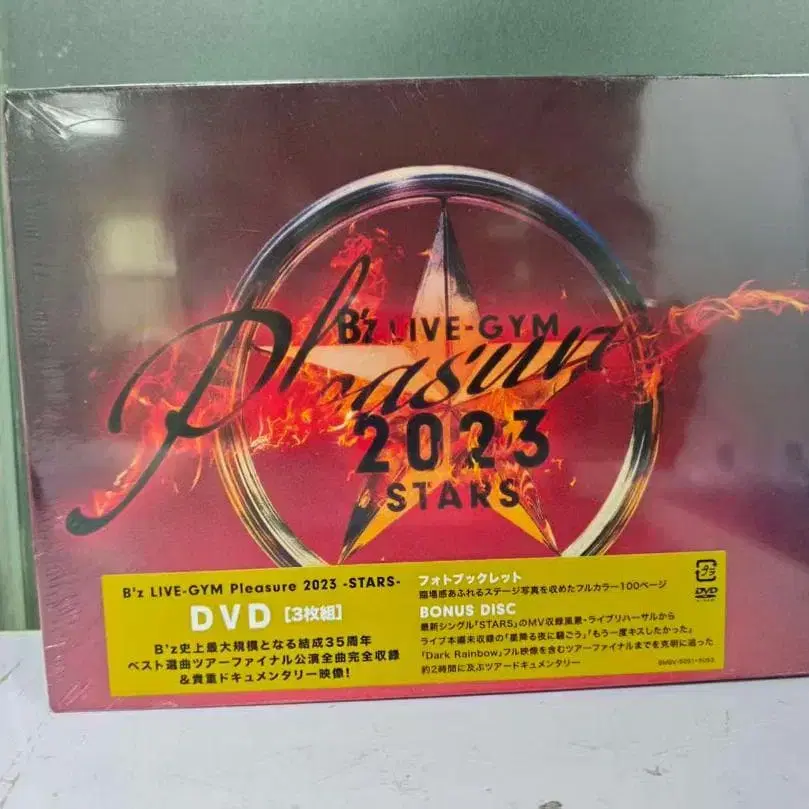 B'z LIVE-GYM
Pleasure
2023
STARS
B'z LIVE-GYM Pleasure 2023 -STARS-
DVD [3枚組]
B'z史上最大規模となる結成35周年
ベスト選曲ツアーファイナル公演全曲完全収録
&貴重ドキュメンタリー映像!
フォトブックレット
臨場感あふれるステージ写真を収めたフルカラー100ページ
BONUS DISC
最新シングル「STARS」のMV収録風景・ライブリハーサルから
ライブ本編未収録の「星降る夜に騒ごう」「もう一度キスしたかった」
「Dark Rainbow」フル映像を含むツアーファイナルまでを克明に追った
約2時間に及ぶツアードキュメンタリー
プラ
DVD